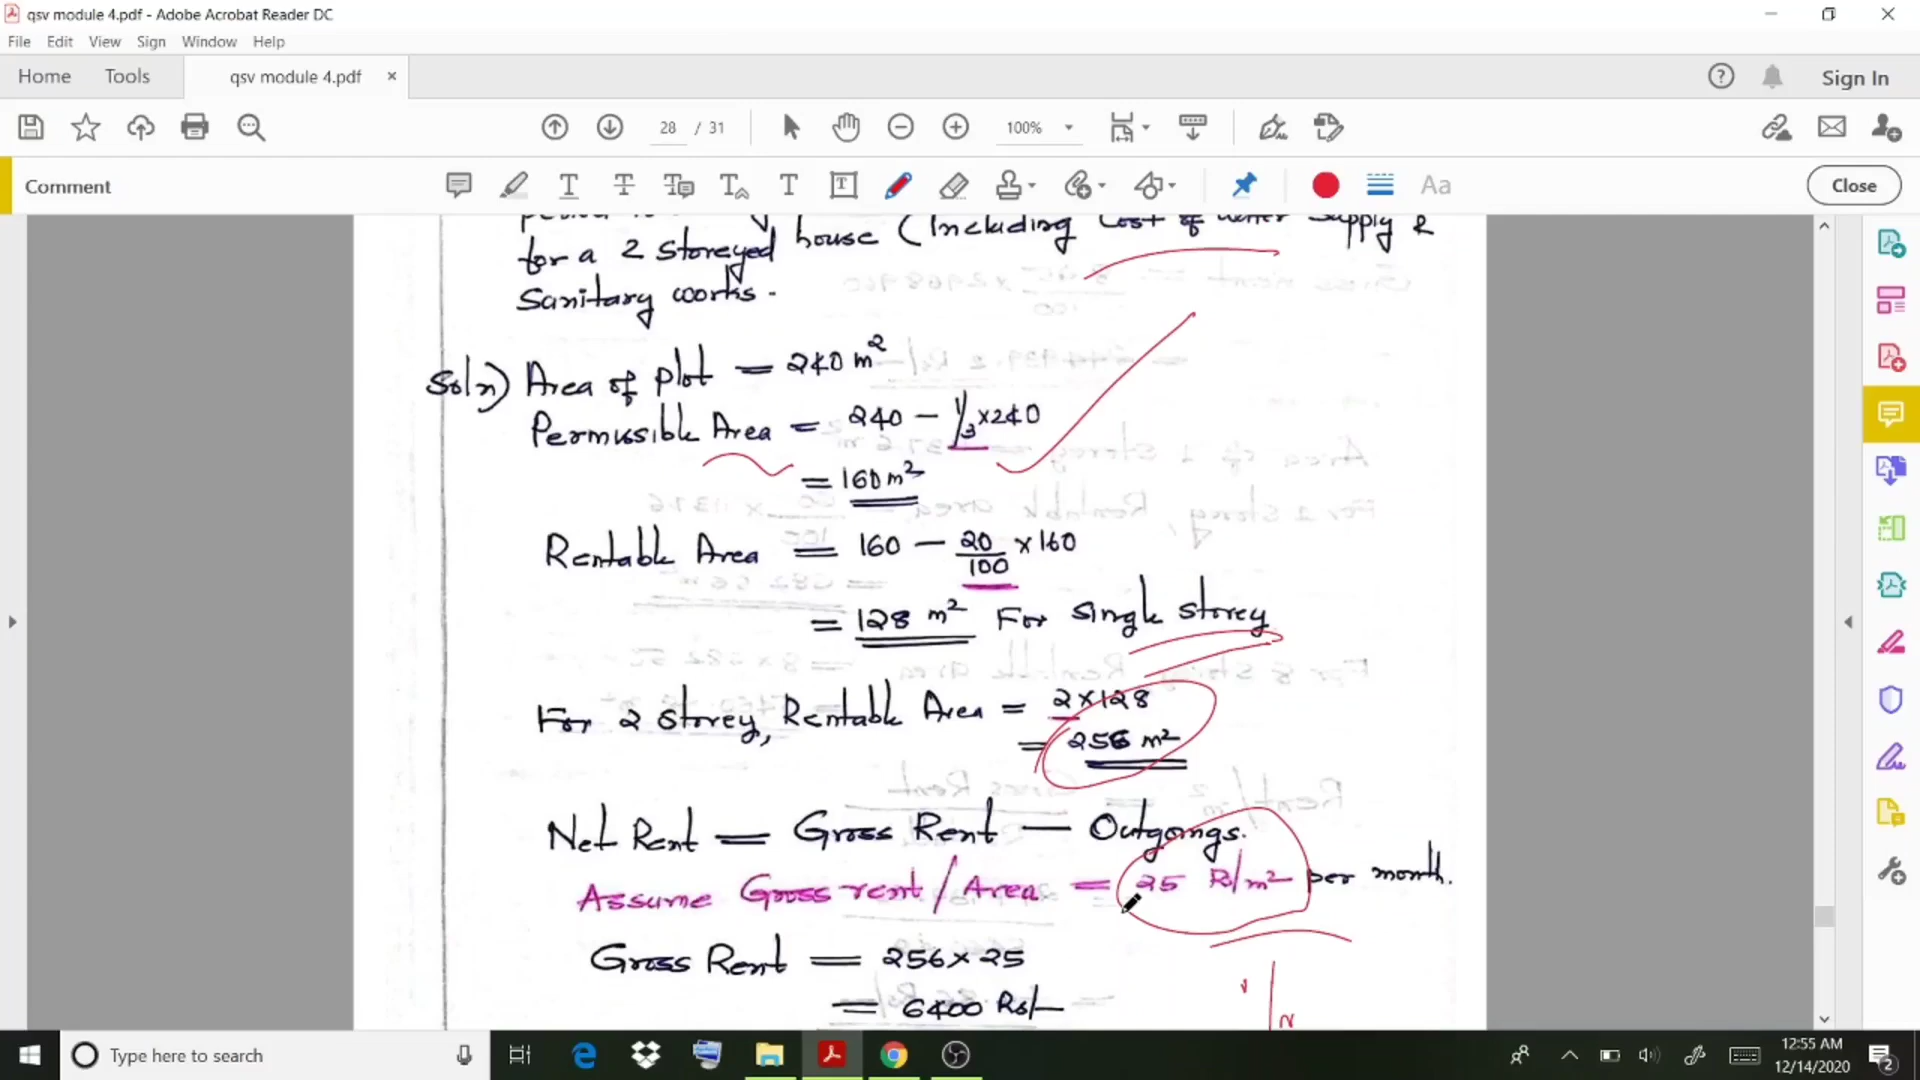 qsv module 4.pdf - Adobe Acrobat Reader DC
File Edit View Sign Window Help
Home Tools qsv module 4.pdf × Sign In
28 / 31 100%
Comment Aa Close
(Including Cost of Water Supply &
for a 2 Storeyed house
Sanitary works.
Soln) Area of plot = 240 m²
Permissible Area = 240 - 1/3 × 240
= 160 m²
Rentable Area = 160 - 20/100 × 160
= 128 m² For Single Storey
For 2 Storey, Rentable Area = 2×128
= 256 m²
Net Rent = Gross Rent - Outgoings.
Assume Gross rent/Area = 25 Rs/m² per month.
Gross Rent = 256 × 25
= 6400 Rs/-
Type here to search
12:55 AM
12/14/2020
2